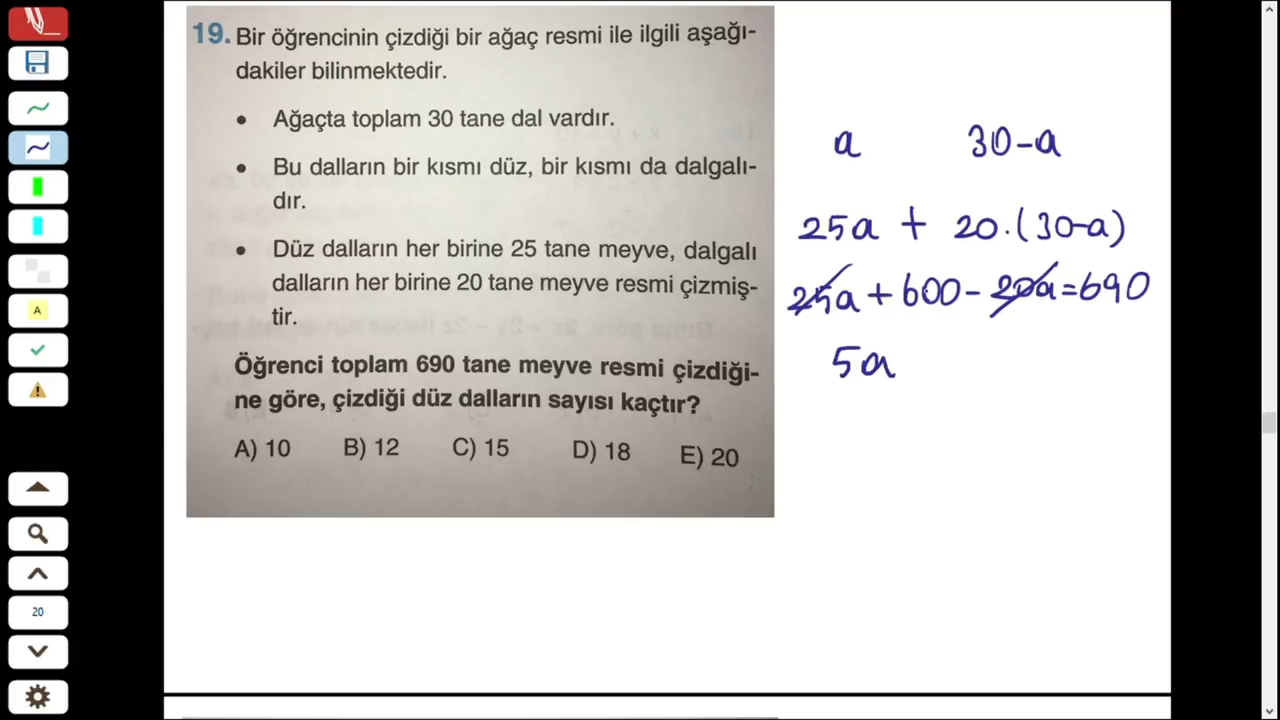 19. Bir öğrencinin çizdiği bir ağaç resmi ile ilgili aşağı-
dakiler bilinmektedir.
• Ağaçta toplam 30 tane dal vardır.
• Bu dalların bir kısmı düz, bir kısmı da dalgalı-
dır.
• Düz dalların her birine 25 tane meyve, dalgalı
dalların her birine 20 tane meyve resmi çizmiş-
tir.
Öğrenci toplam 690 tane meyve resmi çizdiği-
ne göre, çizdiği düz dalların sayısı kaçtır?
A) 10 B) 12 C) 15 D) 18 E) 20
a 30-a
25a + 20.(30-a)
25a + 600 - 20a = 690
5a
A
20